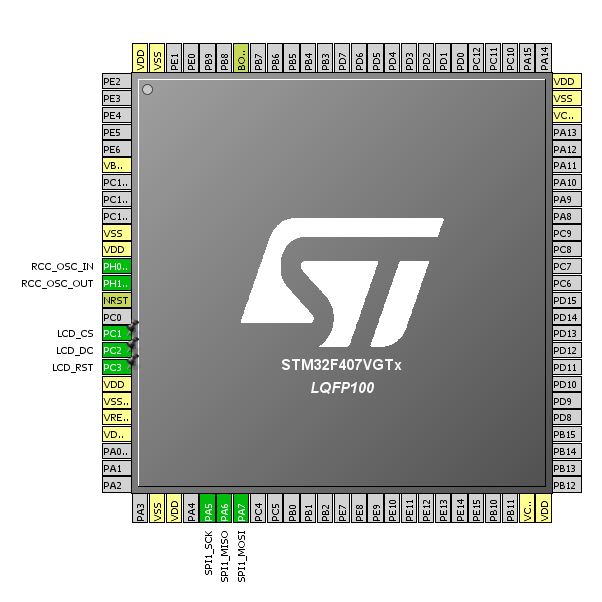 VDD
VSS
PE1
PE0
PB9
PB8
BO..
PB7
PB6
PB5
PB4
PB3
PD7
PD6
PD5
PD4
PD3
PD2
PD1
PD0
PC12
PC11
PC10
PA15
PA14
PE2
PE3
PE4
PE5
PE6
VB..
PC1..
PC1..
PC1..
VSS
VDD
RCC_OSC_IN PH0..
RCC_OSC_OUT PH1..
NRST
PC0
LCD_CS PC1
LCD_DC PC2
LCD_RST PC3
VDD
VSS..
VRE..
VD..
PA0..
PA1
PA2
VDD
VSS
VC..
PA13
PA12
PA11
PA10
PA9
PA8
PC9
PC8
PC7
PC6
PD15
PD14
PD13
PD12
PD11
PD10
PD9
PD8
PB15
PB14
PB13
PB12
ST
STM32F407VGTx
LQFP100
PA3
VSS
VDD
PA4
PA5
PA6
PA7
PC4
PC5
PB0
PB1
PB2
PE7
PE8
PE9
PE10
PE11
PE12
PE13
PE14
PE15
PB10
PB11
VC..
VDD
SPI1_SCK
SPI1_MISO
SPI1_MOSI